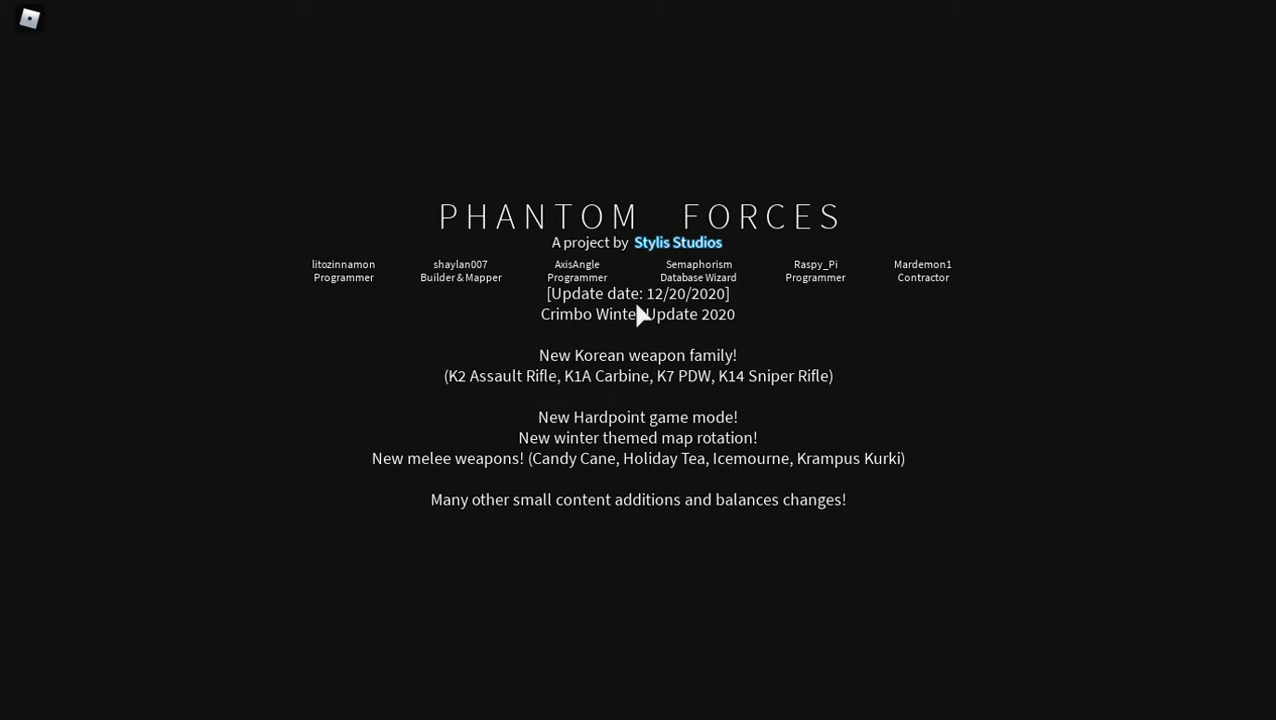 PHANTOM FORCES
A project by Stylis Studios
litozinnamon shaylan007 AxisAngle Semaphorism Raspy_Pi Mardemon1
Programmer Builder & Mapper Programmer Database Wizard Programmer Contractor
[Update date: 12/20/2020]
Crimbo Winter Update 2020
New Korean weapon family!
(K2 Assault Rifle, K1A Carbine, K7 PDW, K14 Sniper Rifle)
New Hardpoint game mode!
New winter themed map rotation!
New melee weapons! (Candy Cane, Holiday Tea, Icemourne, Krampus Kurki)
Many other small content additions and balances changes!